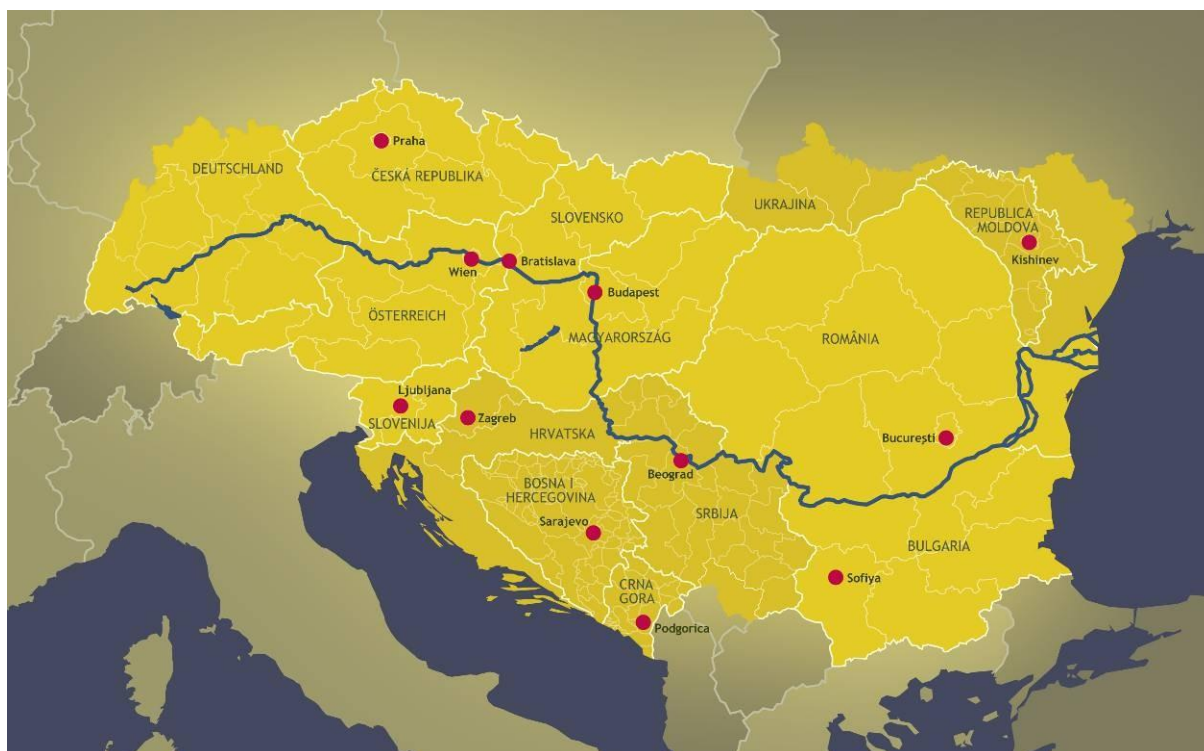 Praha
DEUTSCHLAND
ČESKÁ REPUBLIKA
SLOVENSKO
UKRAJINA
REPUBLICA
MOLDOVA
Kishinev
Wien
Bratislava
Budapest
ÖSTERREICH
MAGYARORSZÁG
ROMÂNIA
Ljubljana
SLOVENIJA
Zagreb
HRVATSKA
Bucureşti
Beograd
BOSNA I
HERCEGOVINA
Sarajevo
SRBIJA
BULGARIA
Sofiya
CRNA
GORA
Podgorica